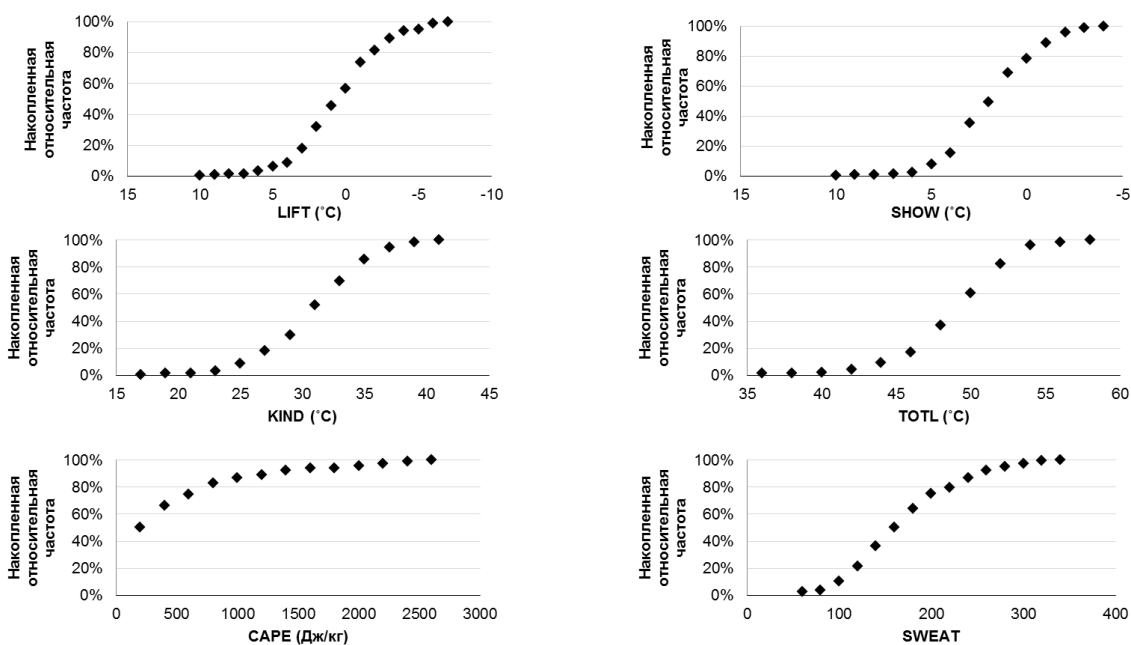 Накопленная
относительная
частота
100%
80%
60%
40%
20%
0%
15 10 5 0 -5 -10
LIFT (˚C)
Накопленная
относительная
частота
100%
80%
60%
40%
20%
0%
15 10 5 0 -5
SHOW (˚C)
Накопленная
относительная
частота
100%
80%
60%
40%
20%
0%
15 20 25 30 35 40 45
KIND (˚C)
Накопленная
относительная
частота
100%
80%
60%
40%
20%
0%
35 40 45 50 55 60
TOTL (˚C)
Накопленная
относительная
частота
100%
80%
60%
40%
20%
0%
0 500 1000 1500 2000 2500 3000
CAPE (Дж/кг)
Накопленная
относительная
частота
100%
80%
60%
40%
20%
0%
0 100 200 300 400
SWEAT